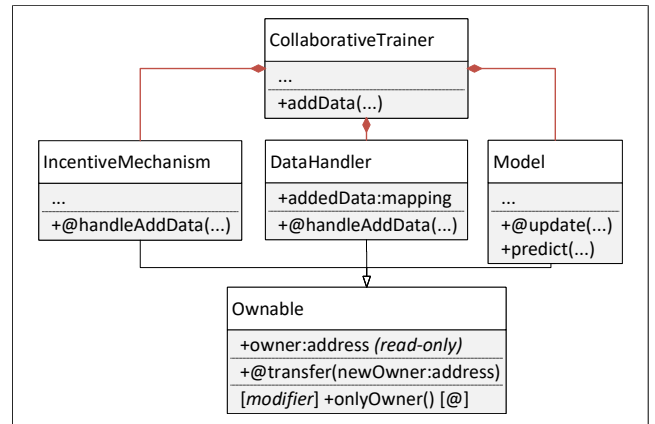 CollaborativeTrainer
...
+addData(...)
IncentiveMechanism
...
+@handleAddData(...)
DataHandler
+addedData:mapping
+@handleAddData(...)
Model
...
+@update(...)
+predict(...)
Ownable
+owner:address (read-only)
+@transfer(newOwner:address)
[modifier] +onlyOwner() [@]